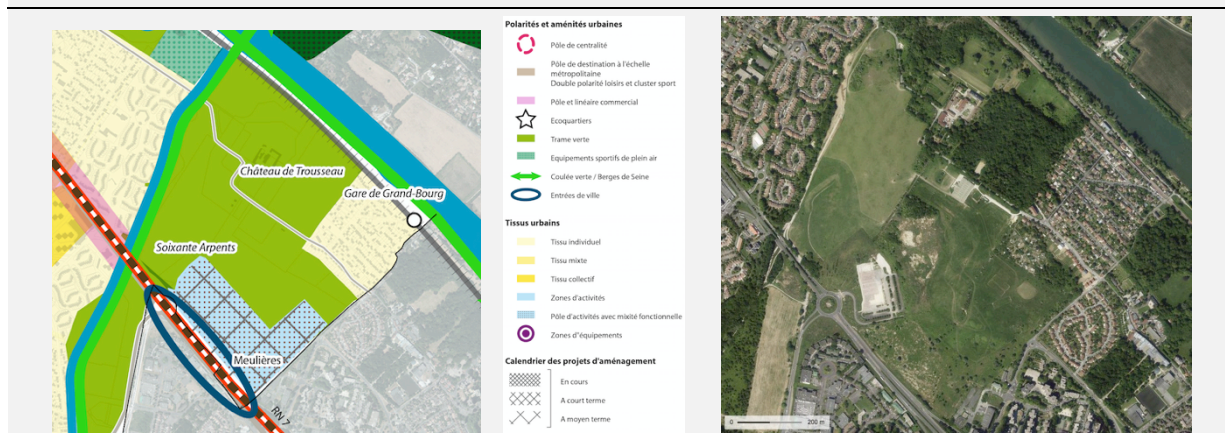 Château de Trousseau
Gare de Grand-Bourg
Soixante Arpents
Meulières
RN 7
Polarités et aménités urbaines
Pôle de centralité
Pôle de destination à l'échelle
métropolitaine
Double polarité loisirs et cluster sport
Pôle et linéaire commercial
Ecoquartiers
Trame verte
Equipements sportifs de plein air
Coulée verte / Berges de Seine
Entrées de ville
Tissus urbains
Tissu individuel
Tissu mixte
Tissu collectif
Zones d'activités
Pôle d'activités avec mixité fonctionnelle
Zones d'équipements
Calendrier des projets d'aménagement
En cours
A court terme
A moyen terme
0 200 m